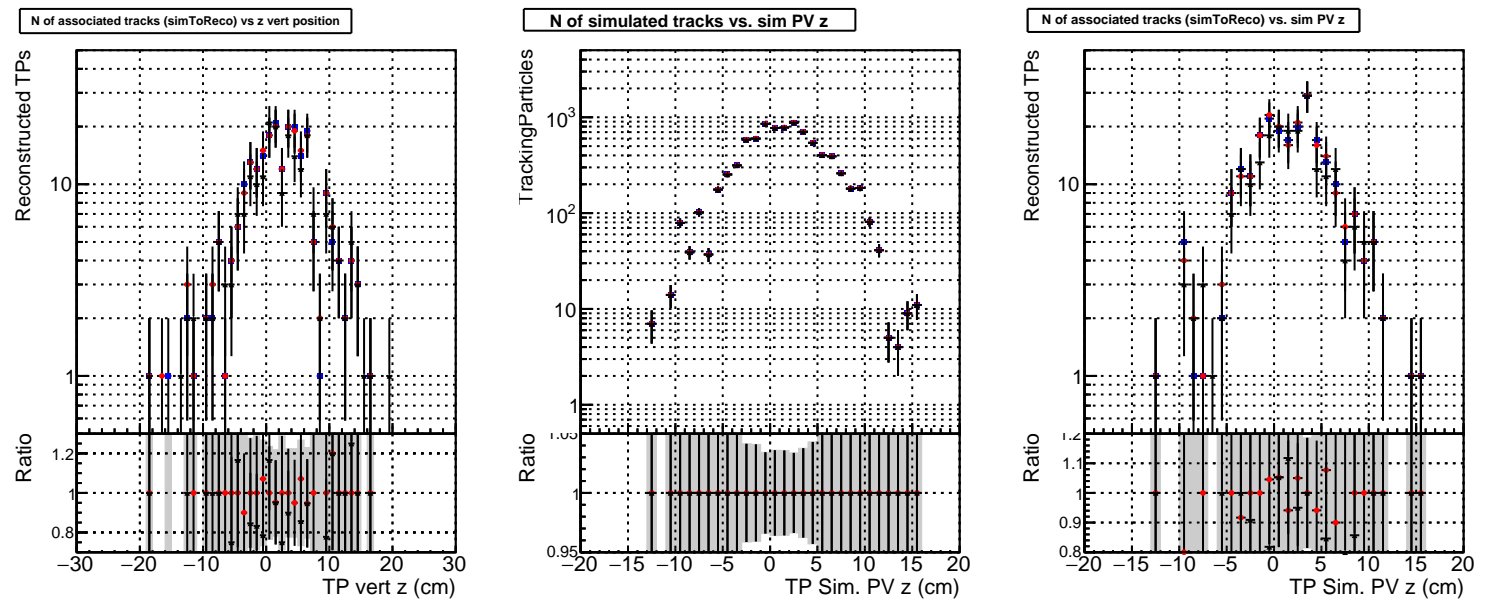 N of associated tracks (simToReco) vs z vert position
Reconstructed TPs
10
1
Ratio
1.2
1
0.8
−30 −20 −10 0 10 20 30
TP vert z (cm)
N of simulated tracks vs. sim PV z
TrackingParticles
10³
10²
10
1
Ratio
1.05
1
0.95
−20 −15 −10 −5 0 5 10 15 20
TP Sim. PV z (cm)
N of associated tracks (simToReco) vs. sim PV z
Reconstructed TPs
10
1
Ratio
1.2
1.1
1
0.9
0.8
−20 −15 −10 −5 0 5 10 15 20
TP Sim. PV z (cm)